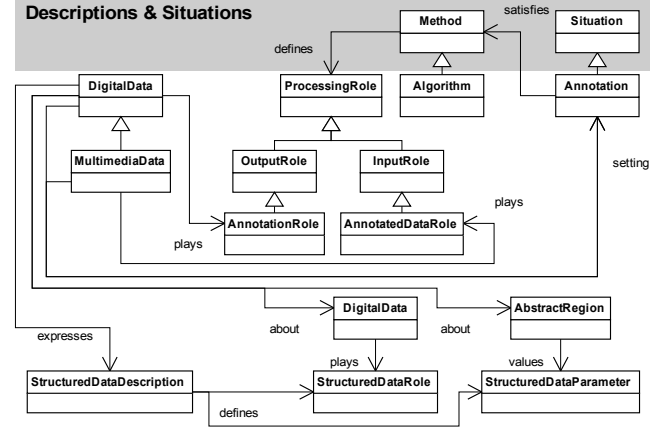 Descriptions & Situations
satisfies
Method
Situation
defines
DigitalData
ProcessingRole
Algorithm
Annotation
MultimediaData
OutputRole
InputRole
setting
plays
AnnotationRole
AnnotatedDataRole
plays
DigitalData
AbstractRegion
about
about
expresses
plays
values
StructuredDataDescription
StructuredDataRole
StructuredDataParameter
defines